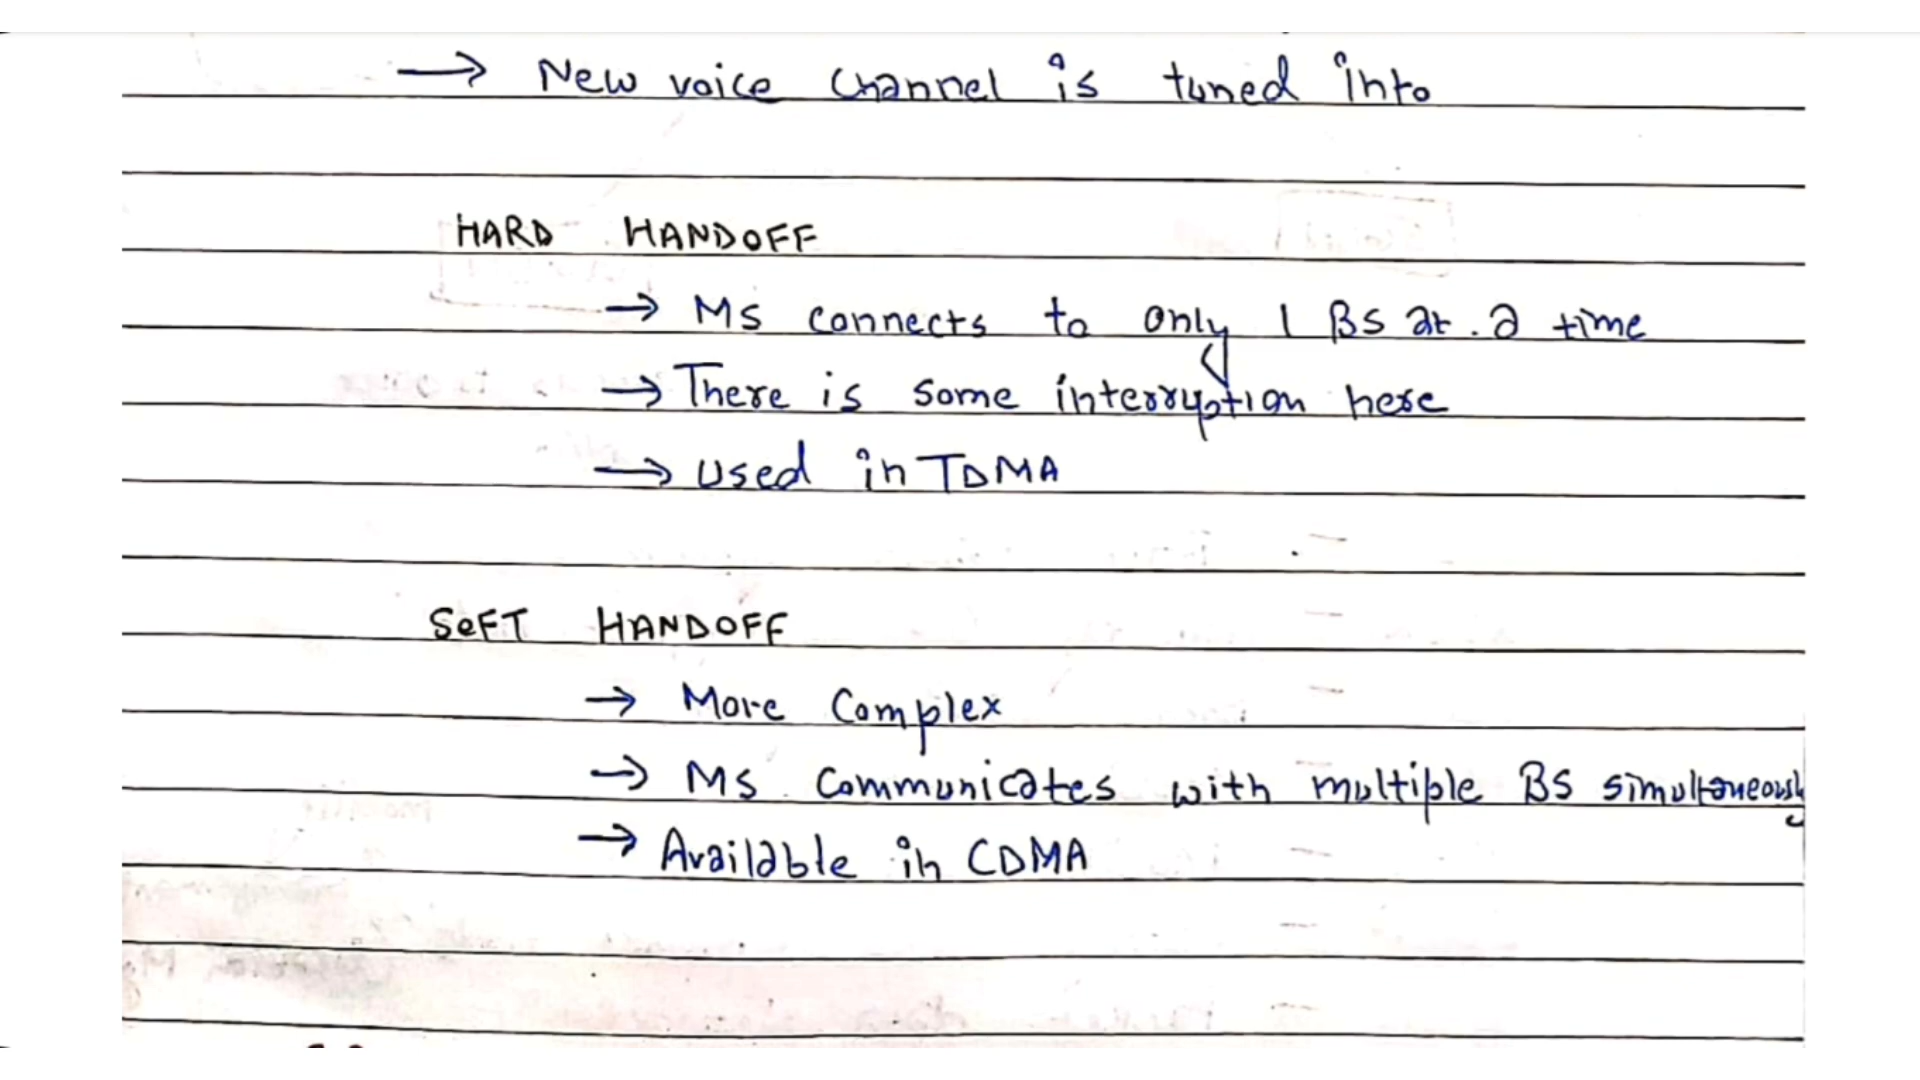 → New voice channel is tuned into
HARD HANDOFF
→ MS connects to only 1 BS at a time
→ There is some interruption here
→ Used in TDMA
SOFT HANDOFF
→ More Complex
→ MS Communicates with multiple BS simultaneously
→ Available in CDMA